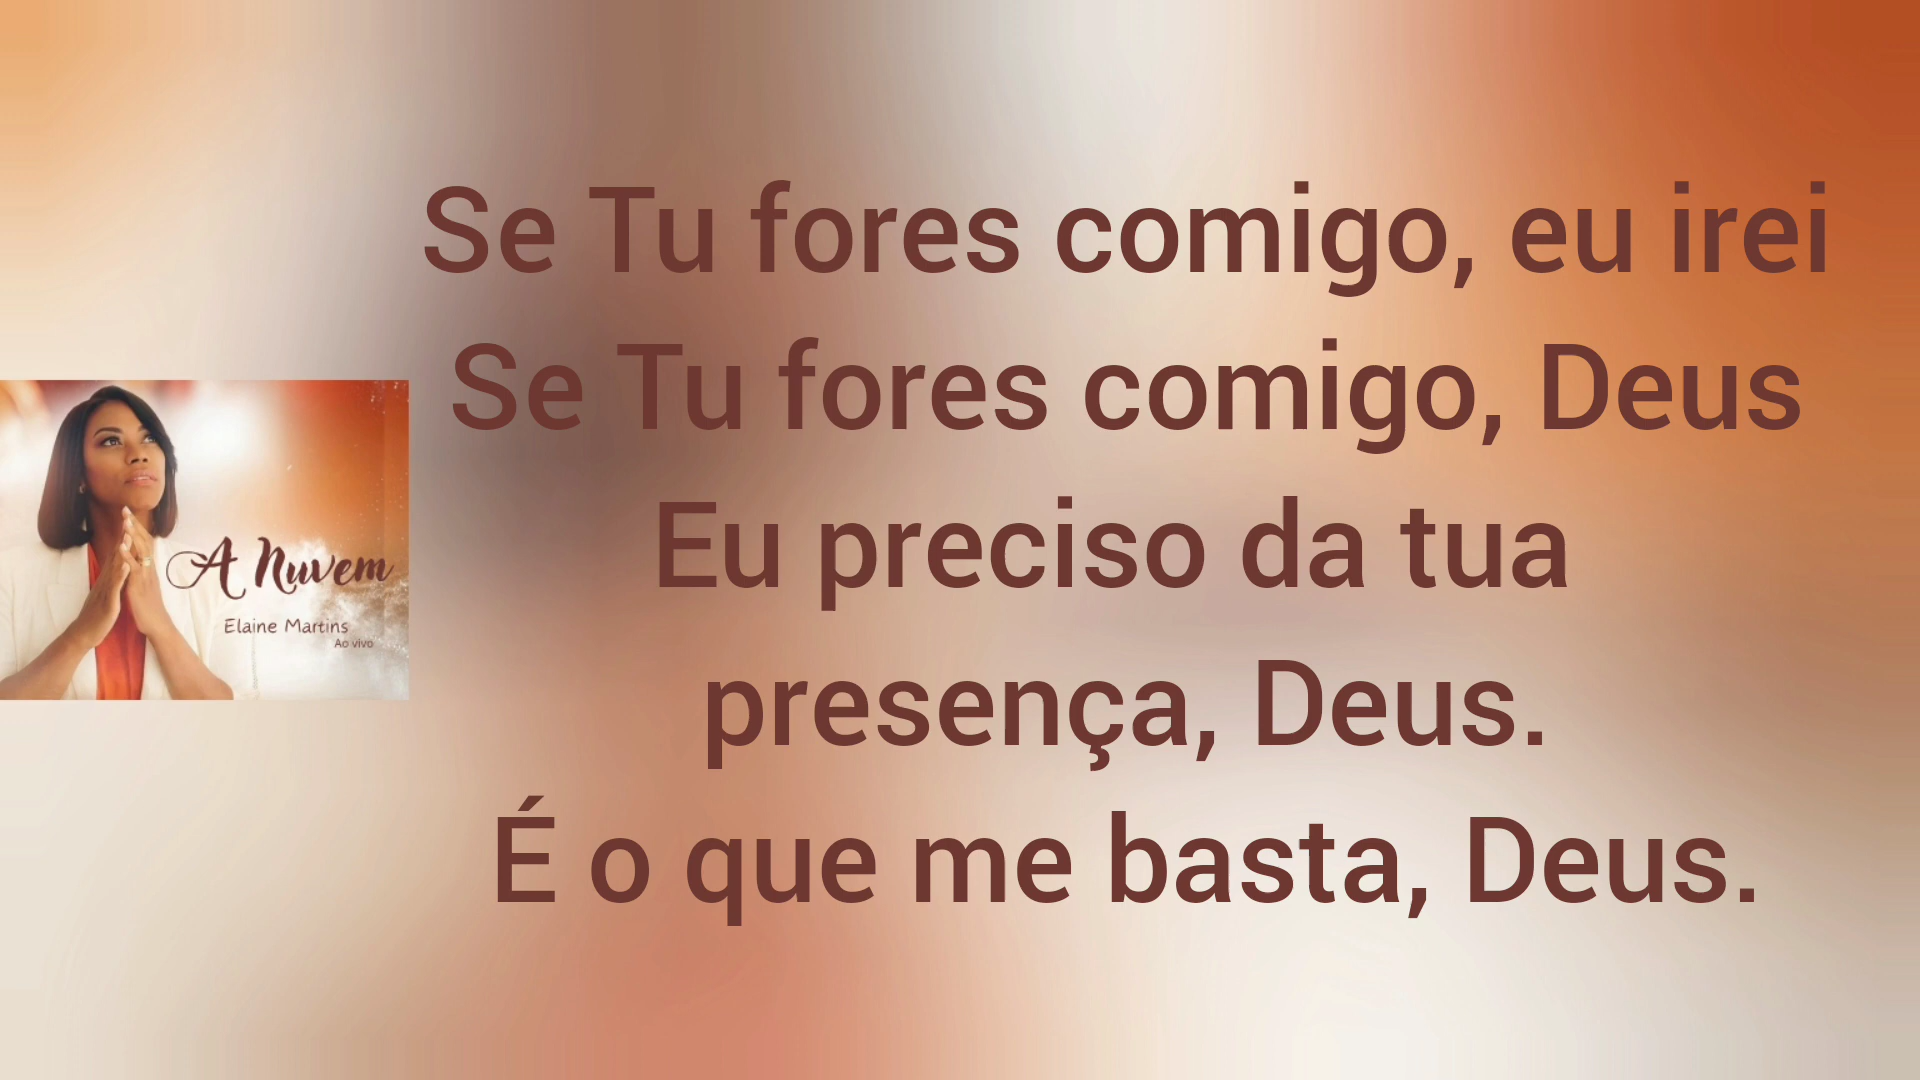 Se Tu fores comigo, eu irei
Se Tu fores comigo, Deus
Eu preciso da tua
presença, Deus.
É o que me basta, Deus.
A Nuvem
Elaine Martins
Ao vivo